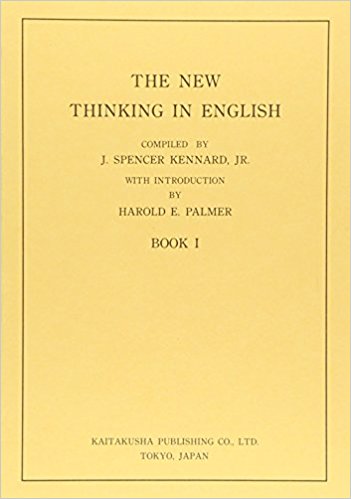 THE NEW
THINKING IN ENGLISH
COMPILED BY
J. SPENCER KENNARD, JR.
WITH INTRODUCTION
BY
HAROLD E. PALMER
BOOK I
KAITAKUSHA PUBLISHING CO., LTD.
TOKYO, JAPAN